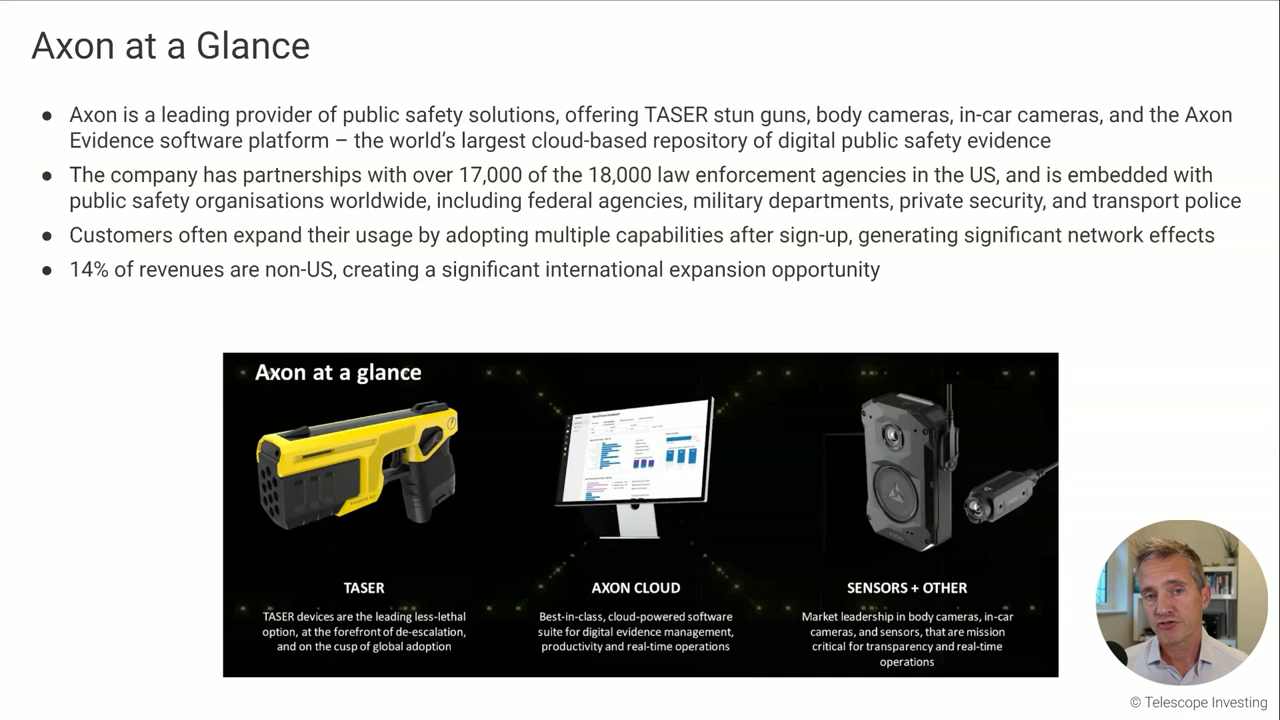 Axon at a Glance
● Axon is a leading provider of public safety solutions, offering TASER stun guns, body cameras, in-car cameras, and the Axon
Evidence software platform – the world's largest cloud-based repository of digital public safety evidence
● The company has partnerships with over 17,000 of the 18,000 law enforcement agencies in the US, and is embedded with
public safety organisations worldwide, including federal agencies, military departments, private security, and transport police
● Customers often expand their usage by adopting multiple capabilities after sign-up, generating significant network effects
● 14% of revenues are non-US, creating a significant international expansion opportunity
Axon at a glance
TASER
TASER devices are the leading less-lethal
option, at the forefront of de-escalation,
and on the cusp of global adoption
AXON CLOUD
Best-in-class, cloud-powered software
suite for digital evidence management,
productivity and real-time operations
SENSORS + OTHER
Market leadership in body cameras, in-car
cameras, and sensors, that are mission
critical for transparency and real-time
operations
© Telescope Investing